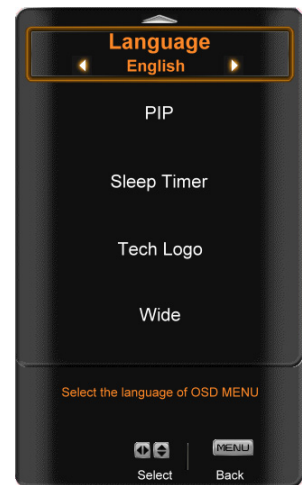 Language
English
PIP
Sleep Timer
Tech Logo
Wide
Select the language of OSD MENU
MENU
Select Back